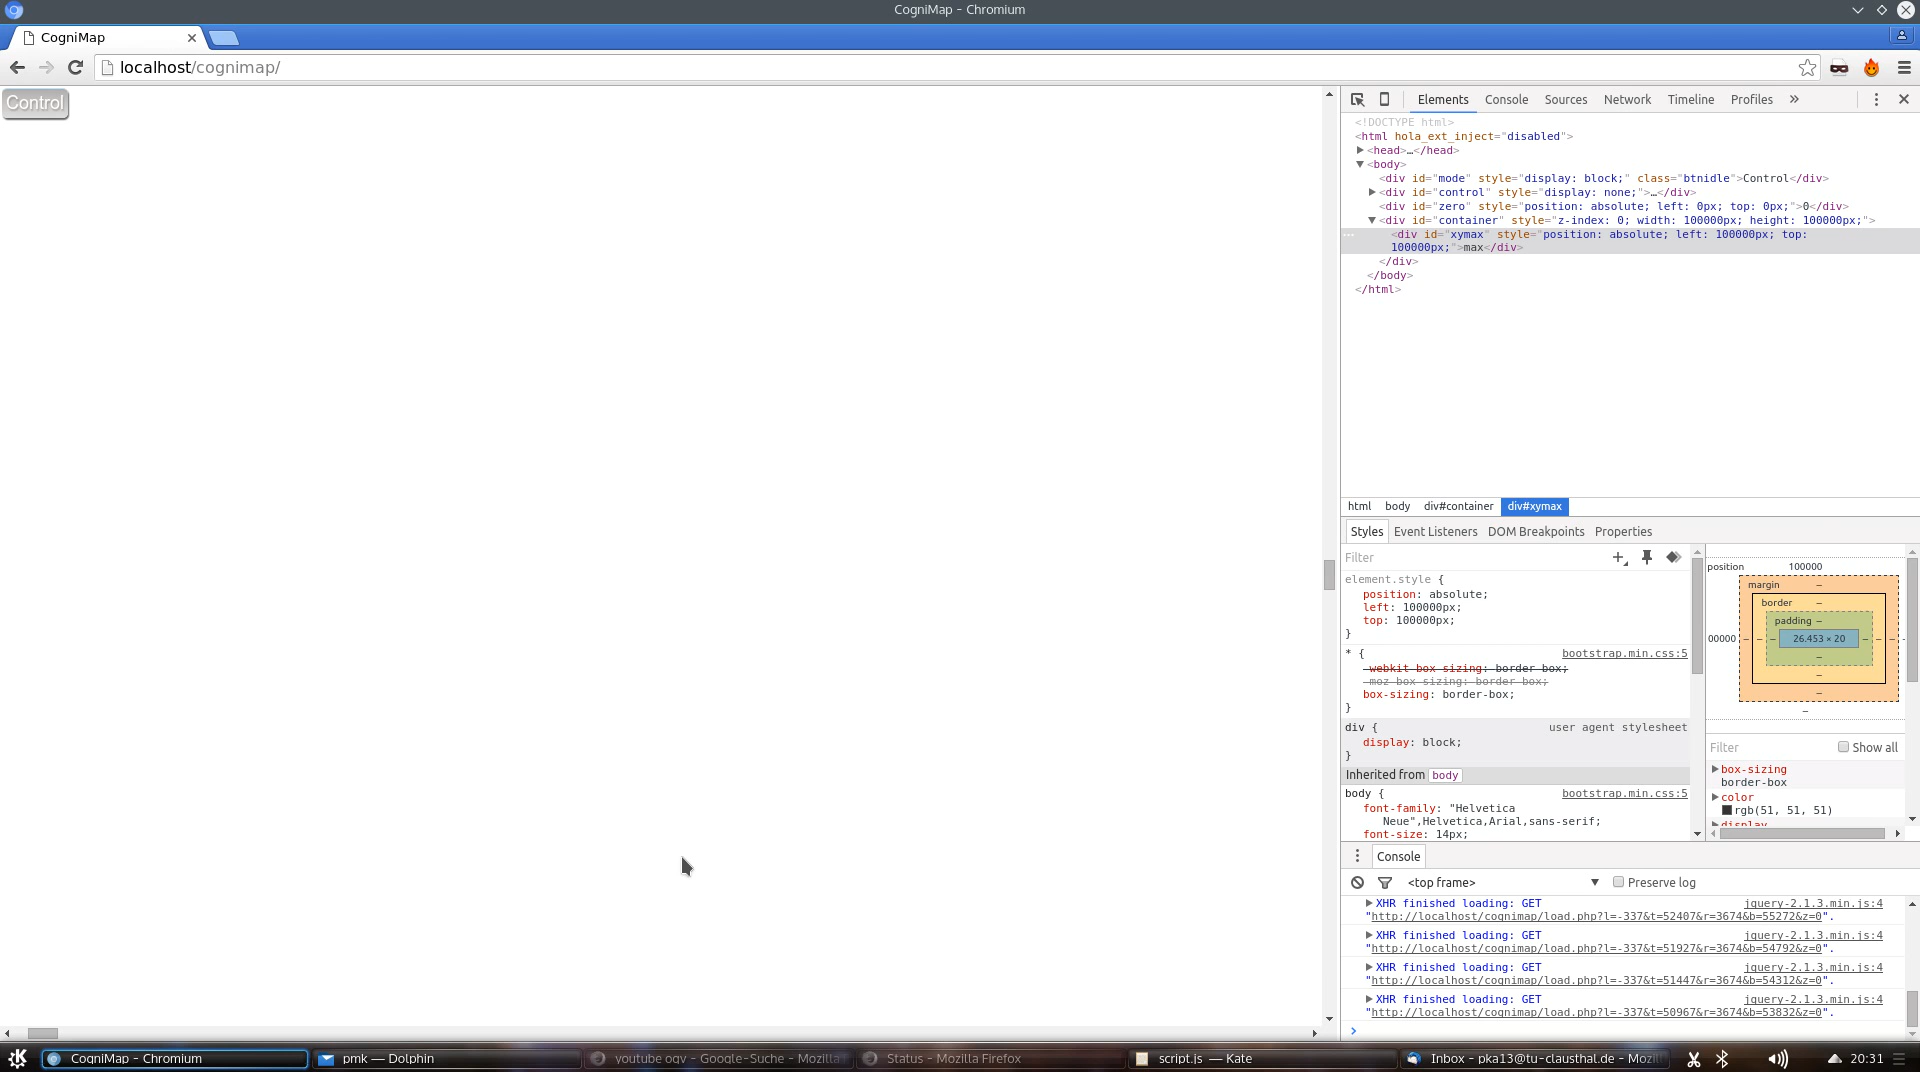 CogniMap - Chromium
CogniMap
localhost/cognimap/
Control
Elements Console Sources Network Timeline Profiles »
<!DOCTYPE html>
<html hola_ext_inject="disabled">
<head>…</head>
<body>
<div id="mode" style="display: block;" class="btnidle">Control</div>
<div id="control" style="display: none;">…</div>
<div id="zero" style="position: absolute; left: 0px; top: 0px;">0</div>
<div id="container" style="z-index: 0; width: 100000px; height: 100000px;">
<div id="xymax" style="position: absolute; left: 100000px; top:
100000px;">max</div>
</div>
</body>
</html>
html body div#container div#xymax
Styles Event Listeners DOM Breakpoints Properties
Filter
element.style {
position: absolute;
left: 100000px;
top: 100000px;
}
* { bootstrap.min.css:5
-webkit-box-sizing: border-box;
-moz-box-sizing: border-box;
box-sizing: border-box;
}
div { user agent stylesheet
display: block;
}
Inherited from body
body { bootstrap.min.css:5
font-family: "Helvetica
Neue",Helvetica,Arial,sans-serif;
font-size: 14px;
position 100000
margin –
border –
padding –
00000 – – – 26.453 × 20 – – – -
–
–
–
–
Filter Show all
box-sizing
border-box
color
rgb(51, 51, 51)
display
Console
<top frame> Preserve log
XHR finished loading: GET jquery-2.1.3.min.js:4
"http://localhost/cognimap/load.php?l=-337&t=52407&r=3674&b=55272&z=0".
XHR finished loading: GET jquery-2.1.3.min.js:4
"http://localhost/cognimap/load.php?l=-337&t=51927&r=3674&b=54792&z=0".
XHR finished loading: GET jquery-2.1.3.min.js:4
"http://localhost/cognimap/load.php?l=-337&t=51447&r=3674&b=54312&z=0".
XHR finished loading: GET jquery-2.1.3.min.js:4
"http://localhost/cognimap/load.php?l=-337&t=50967&r=3674&b=53832&z=0".
>
CogniMap - Chromium pmk — Dolphin youtube ogv - Google-Suche - Mozilla Status - Mozilla Firefox script.js — Kate Inbox - pka13@tu-clausthal.de - Mozil 20:31